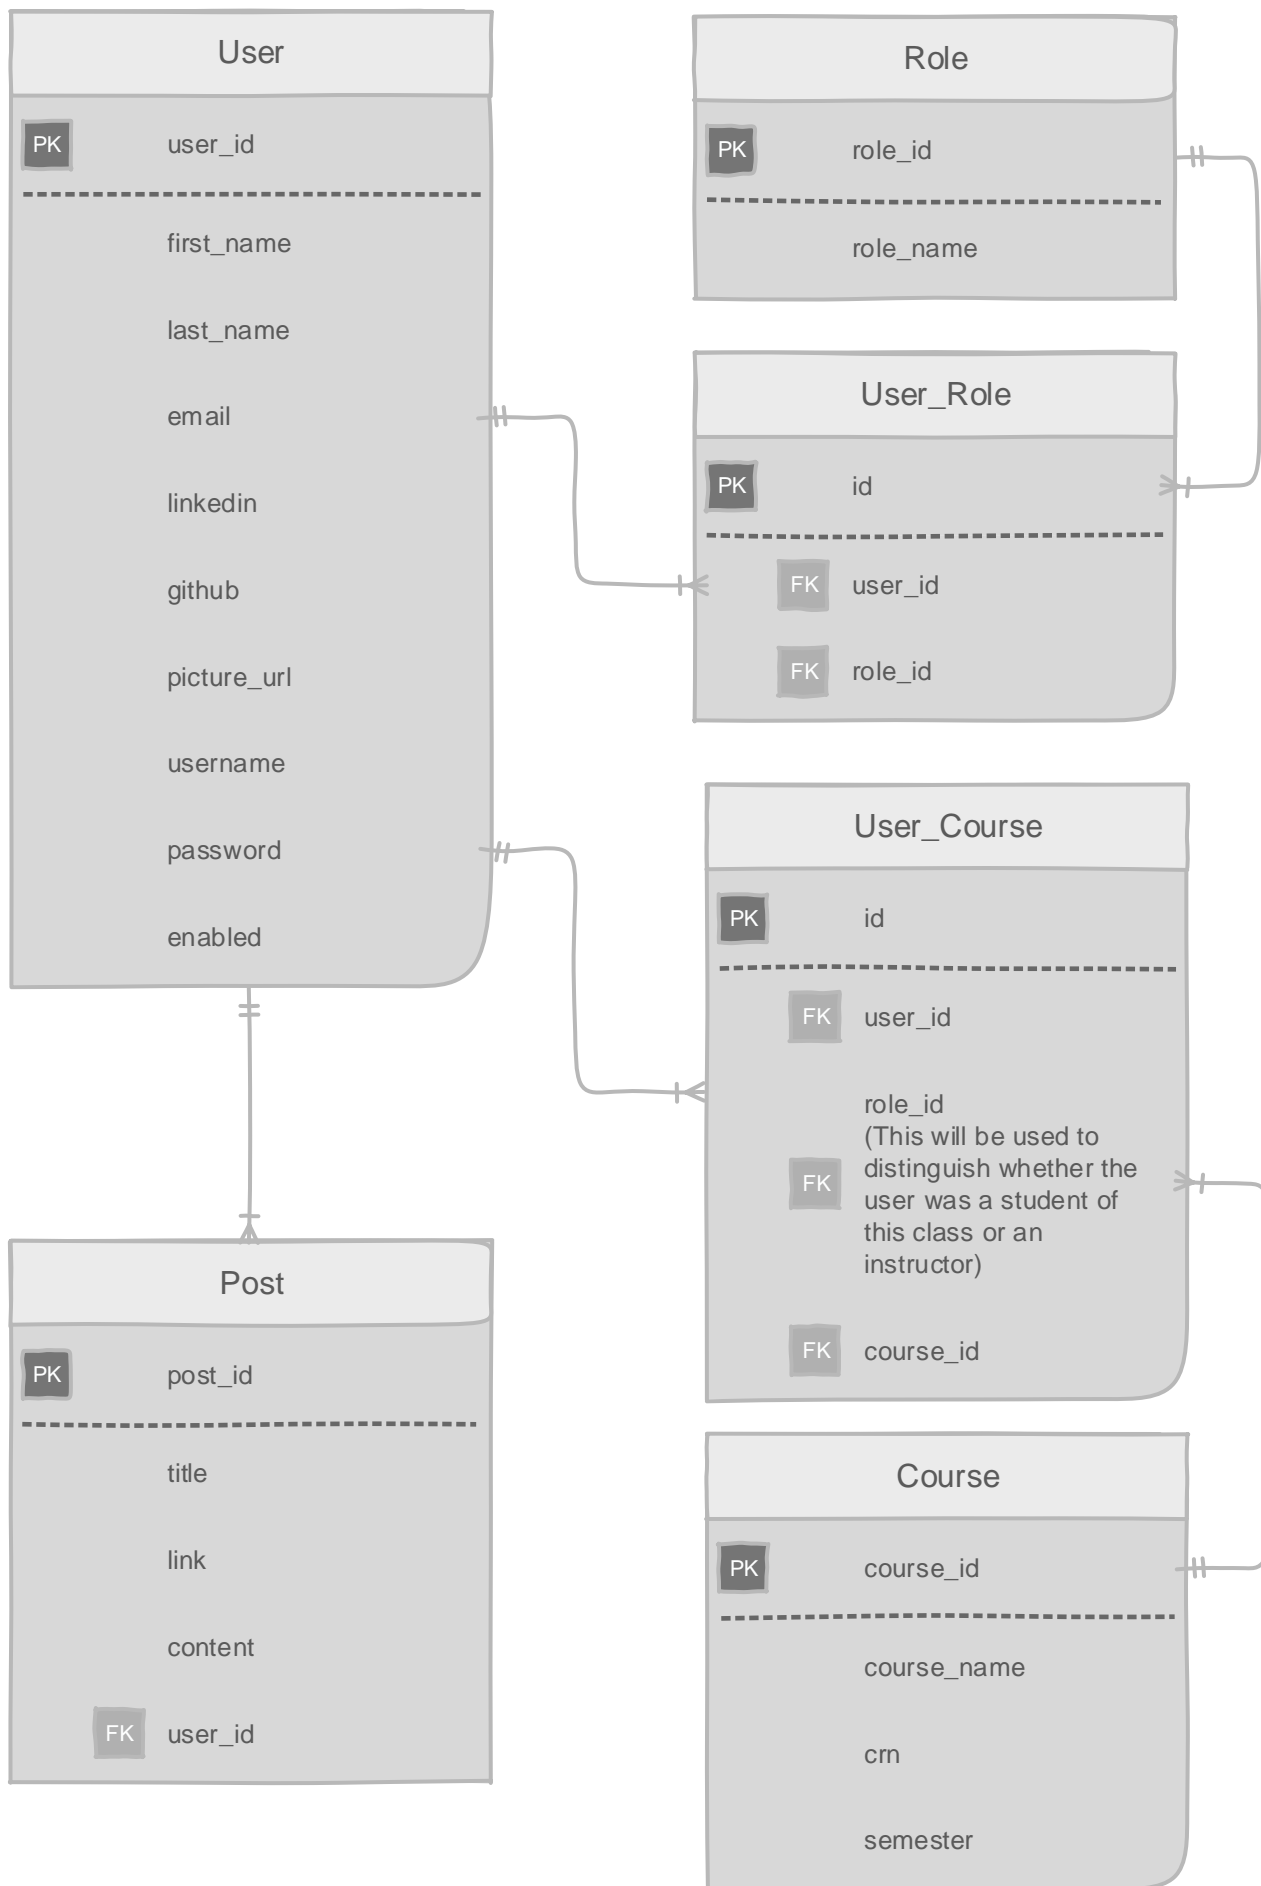 User
PK user_id
first_name
last_name
email
linkedin
github
picture_url
username
password
enabled
Role
PK role_id
role_name
User_Role
PK id
FK user_id
FK role_id
User_Course
PK id
FK user_id
role_id
(This will be used to
distinguish whether the
FK user was a student of
this class or an
instructor)
FK course_id
Post
PK post_id
title
link
content
FK user_id
Course
PK course_id
course_name
crn
semester